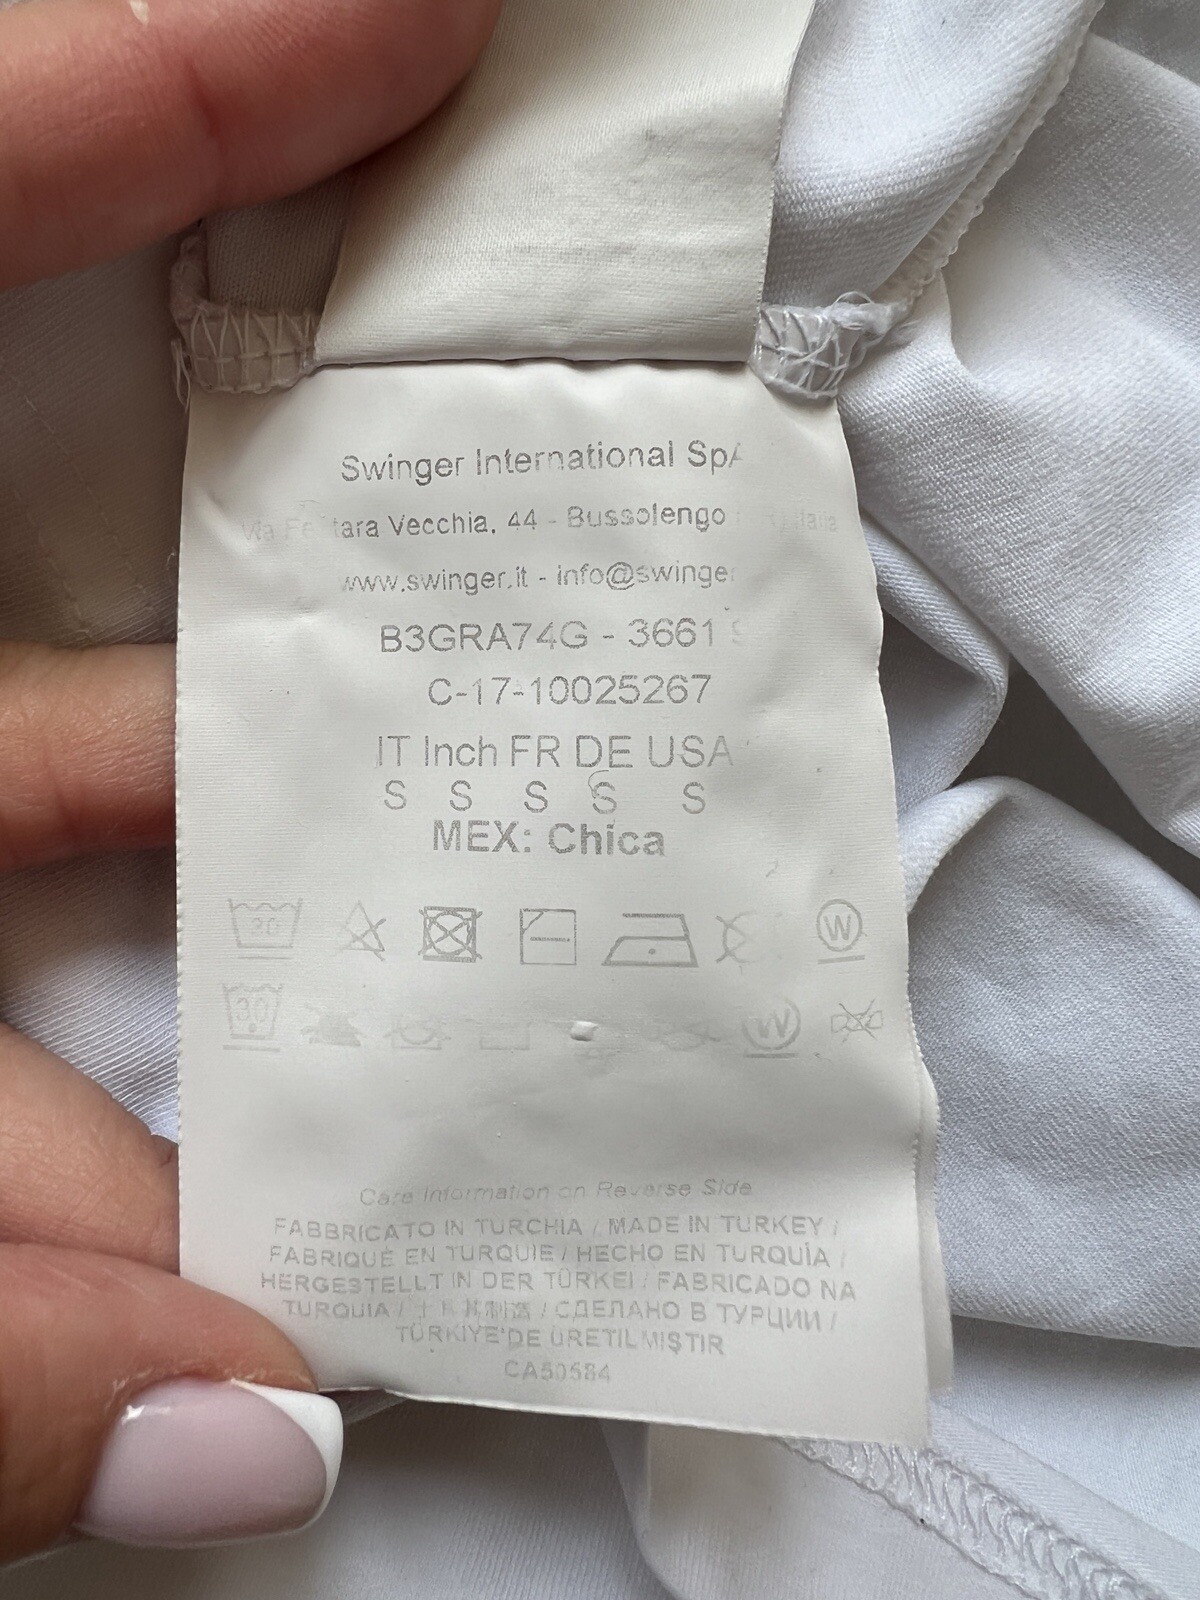 Swinger International SpA
Vecchia, 44 - Bussolengo
www.swinger.it - info@swinger
B3GRA74G - 3661
C-17-10025267
IT Inch FR DE USA
S S S S S
MEX: Chica
30 W
30 W
Care Information on Reverse Side
FABBRICATO IN TURCHIA / MADE IN TURKEY /
FABRIQUÉ EN TURQUIE / HECHO EN TURQUÍA /
HERGESTELLT IN DER TÜRKEI / FABRICADO NA
TURQUIA / / СДЕЛАНО В ТУРЦИИ /
TÜRKIYE'DE ÜRETILMIŞTIR
CA50584